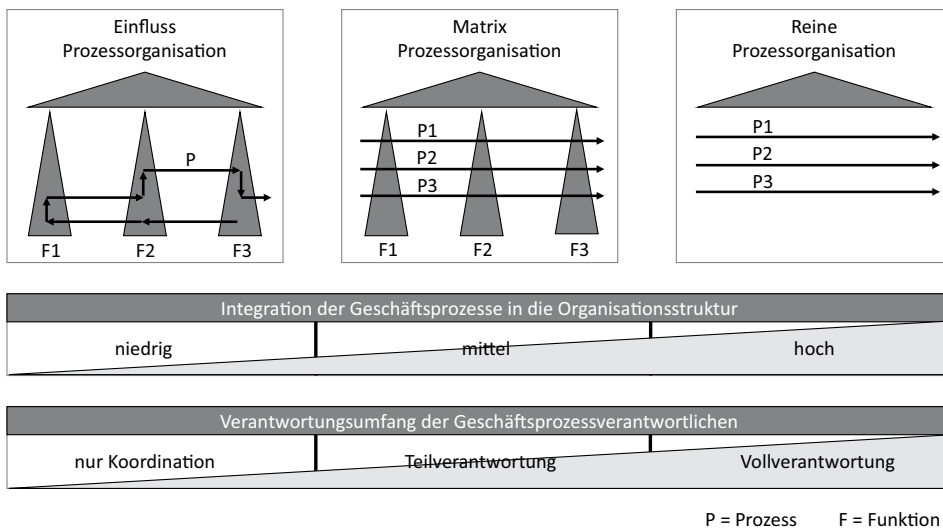 Einfluss
Prozessorganisation
P
F1 F2 F3
Matrix
Prozessorganisation
P1
P2
P3
F1 F2 F3
Reine
Prozessorganisation
P1
P2
P3
Integration der Geschäftsprozesse in die Organisationsstruktur
niedrig mittel hoch
Verantwortungsumfang der Geschäftsprozessverantwortlichen
nur Koordination Teilverantwortung Vollverantwortung
P = Prozess F = Funktion